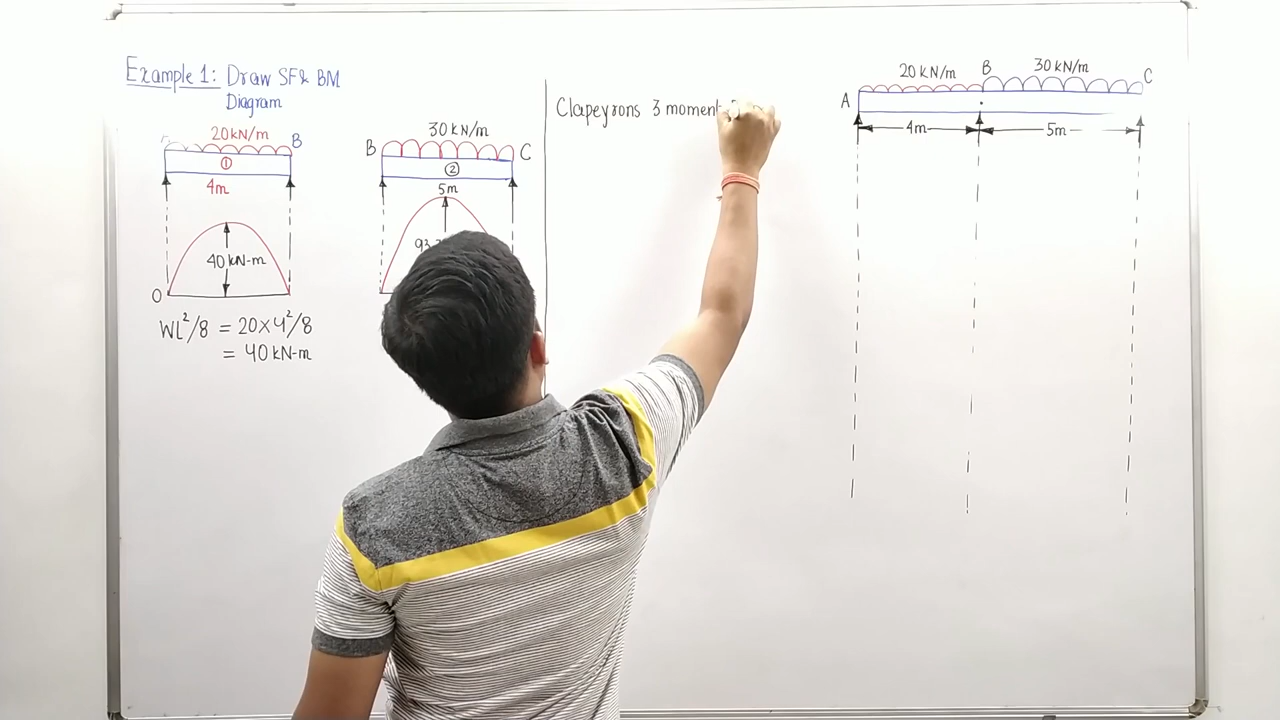 Example 1: Draw SF & BM
Diagram
20kN/m
B
①
4m
40 kN-m
O
Wl²/8 = 20×4²/8
= 40 kN-m
30 kN/m
B
C
②
5m
Clapeyrons 3 moment
20 kN/m
B
30 kN/m
C
A
4m
5m